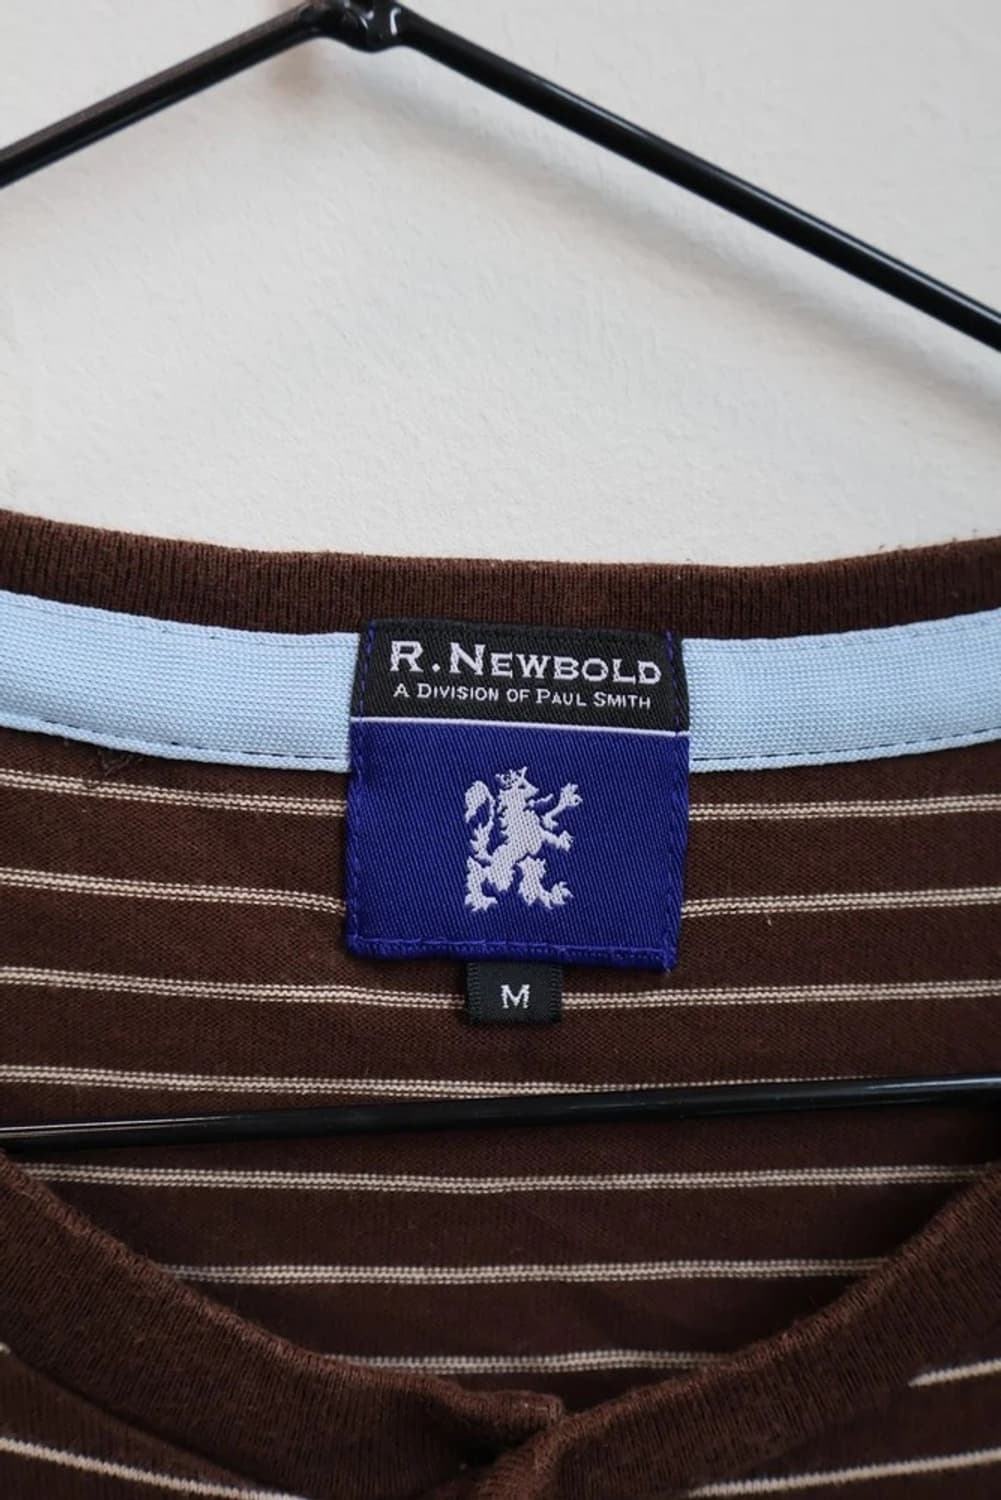 R. NEWBOLD
A DIVISION OF PAUL SMITH
M